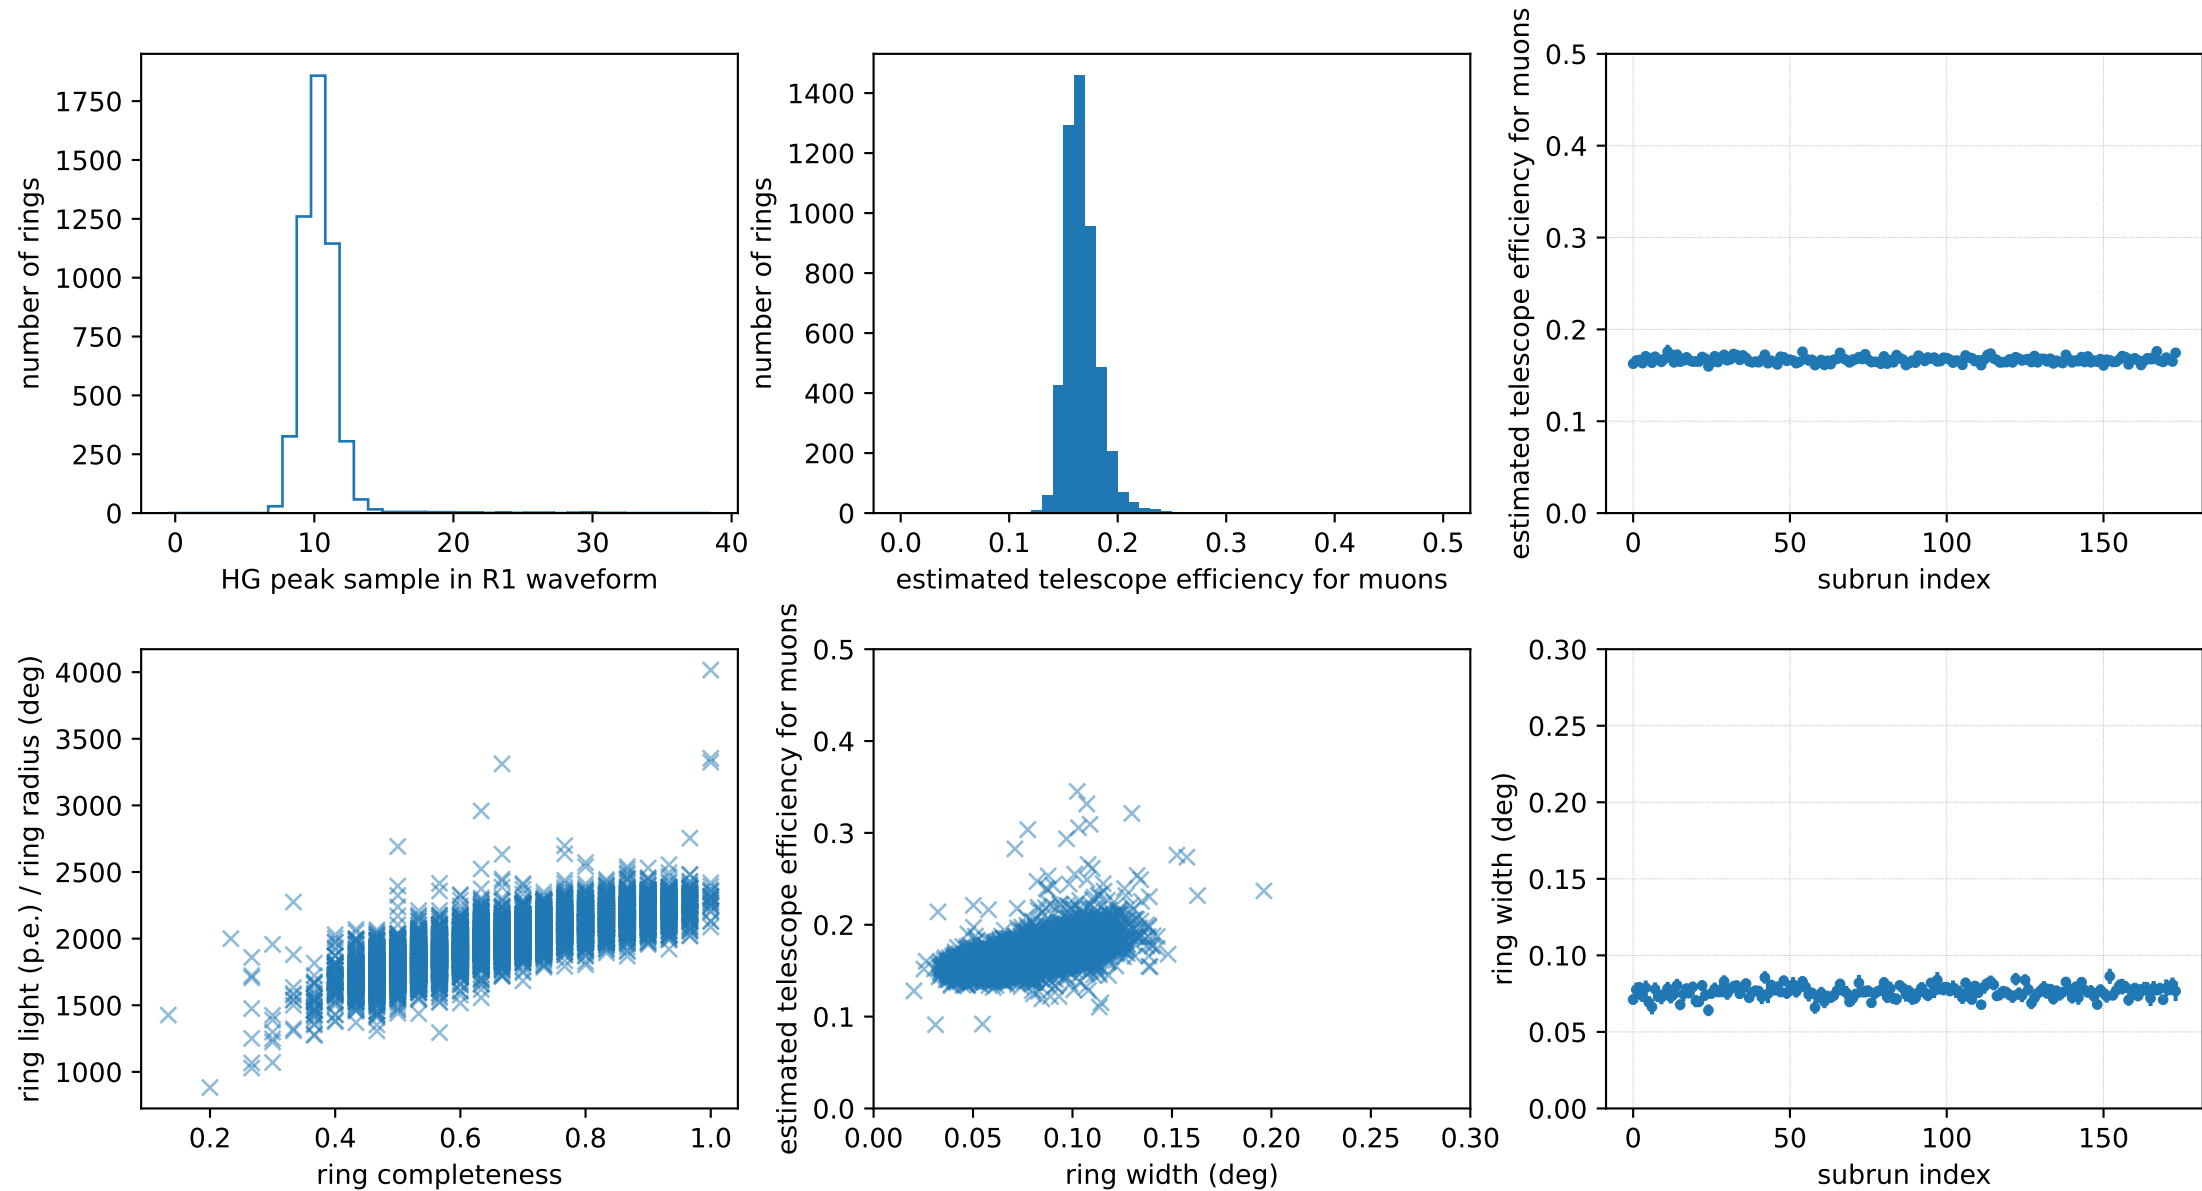 number of rings
1750
1500
1250
1000
750
500
250
0
0 10 20 30 40
HG peak sample in R1 waveform
number of rings
1400
1200
1000
800
600
400
200
0
0.0 0.1 0.2 0.3 0.4 0.5
estimated telescope efficiency for muons
estimated telescope efficiency for muons
0.5
0.4
0.3
0.2
0.1
0.0
0 50 100 150
subrun index
ring light (p.e.) / ring radius (deg)
4000
3500
3000
2500
2000
1500
1000
0.2 0.4 0.6 0.8 1.0
ring completeness
estimated telescope efficiency for muons
0.5
0.4
0.3
0.2
0.1
0.0
0.00 0.05 0.10 0.15 0.20 0.25 0.30
ring width (deg)
ring width (deg)
0.30
0.25
0.20
0.15
0.10
0.05
0.00
0 50 100 150
subrun index